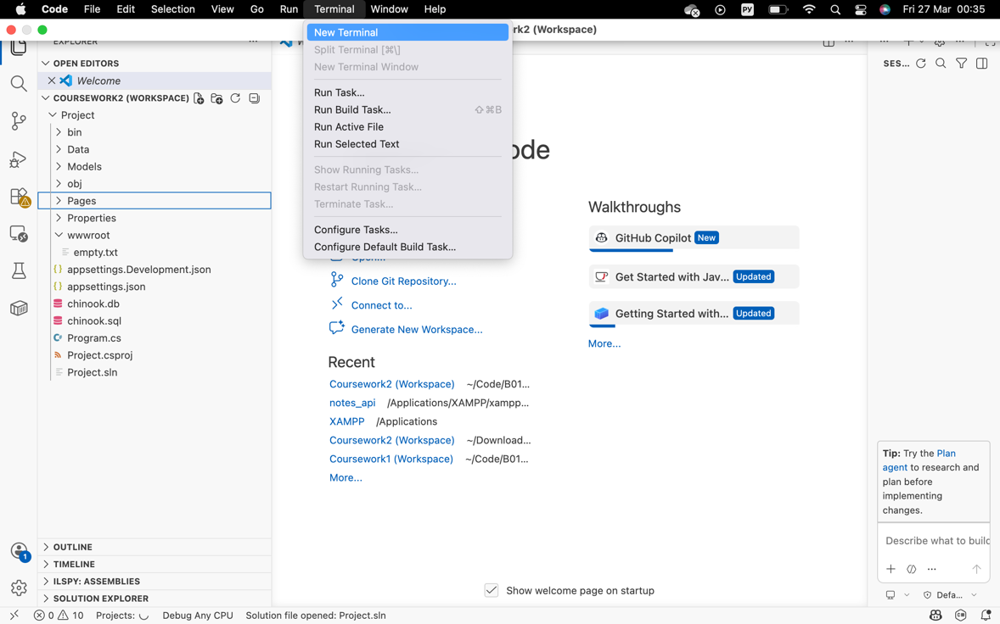 Code File Edit Selection View Go Run Terminal Window Help РУ Fri 27 Mar 00:35
rk2 (Workspace)
EXPLORER
OPEN EDITORS
Welcome
COURSEWORK2 (WORKSPACE)
Project
bin
Data
Models
obj
Pages
Properties
wwwroot
empty.txt
appsettings.Development.json
appsettings.json
chinook.db
chinook.sql
Program.cs
Project.csproj
Project.sln
OUTLINE
TIMELINE
ILSPY: ASSEMBLIES
SOLUTION EXPLORER
New Terminal
Split Terminal [⌘\]
New Terminal Window
Run Task...
Run Build Task... ⇧⌘B
Run Active File
Run Selected Text
Show Running Tasks...
Restart Running Task...
Terminate Task...
Configure Tasks...
Configure Default Build Task...
ode
Open...
Clone Git Repository...
Connect to...
Generate New Workspace...
Recent
Coursework2 (Workspace) ~/Code/B01...
notes_api /Applications/XAMPP/xampp...
XAMPP /Applications
Coursework2 (Workspace) ~/Download...
Coursework1 (Workspace) ~/Code/B01...
More...
Walkthroughs
GitHub Copilot New
Get Started with Jav... Updated
Getting Started with... Updated
More...
Show welcome page on startup
SES...
Tip: Try the Plan
agent to research and
plan before
implementing
changes.
Describe what to build
Defa...
1
0 10 Projects: Debug Any CPU Solution file opened: Project.sln